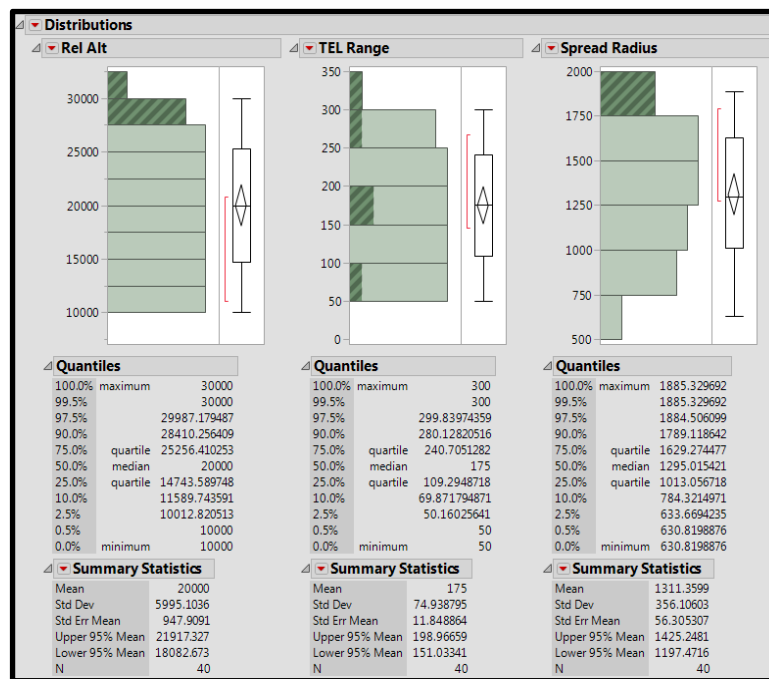 Distributions
Rel Alt
30000
25000
20000
15000
10000
Quantiles
100.0% maximum 30000
99.5% 30000
97.5% 29987.179487
90.0% 28410.256409
75.0% quartile 25256.410253
50.0% median 20000
25.0% quartile 14743.589748
10.0% 11589.743591
2.5% 10012.820513
0.5% 10000
0.0% minimum 10000
Summary Statistics
Mean 20000
Std Dev 5995.1036
Std Err Mean 947.9091
Upper 95% Mean 21917.327
Lower 95% Mean 18082.673
N 40
TEL Range
350
300
250
200
150
100
50
0
Quantiles
100.0% maximum 300
99.5% 300
97.5% 299.83974359
90.0% 280.12820516
75.0% quartile 240.7051282
50.0% median 175
25.0% quartile 109.2948718
10.0% 69.871794871
2.5% 50.16025641
0.5% 50
0.0% minimum 50
Summary Statistics
Mean 175
Std Dev 74.938795
Std Err Mean 11.848864
Upper 95% Mean 198.96659
Lower 95% Mean 151.03341
N 40
Spread Radius
2000
1750
1500
1250
1000
750
500
Quantiles
100.0% maximum 1885.329692
99.5% 1885.329692
97.5% 1884.506099
90.0% 1789.118642
75.0% quartile 1629.274477
50.0% median 1295.015421
25.0% quartile 1013.056718
10.0% 784.3214971
2.5% 633.6694235
0.5% 630.8198876
0.0% minimum 630.8198876
Summary Statistics
Mean 1311.3599
Std Dev 356.10603
Std Err Mean 56.305307
Upper 95% Mean 1425.2481
Lower 95% Mean 1197.4716
N 40